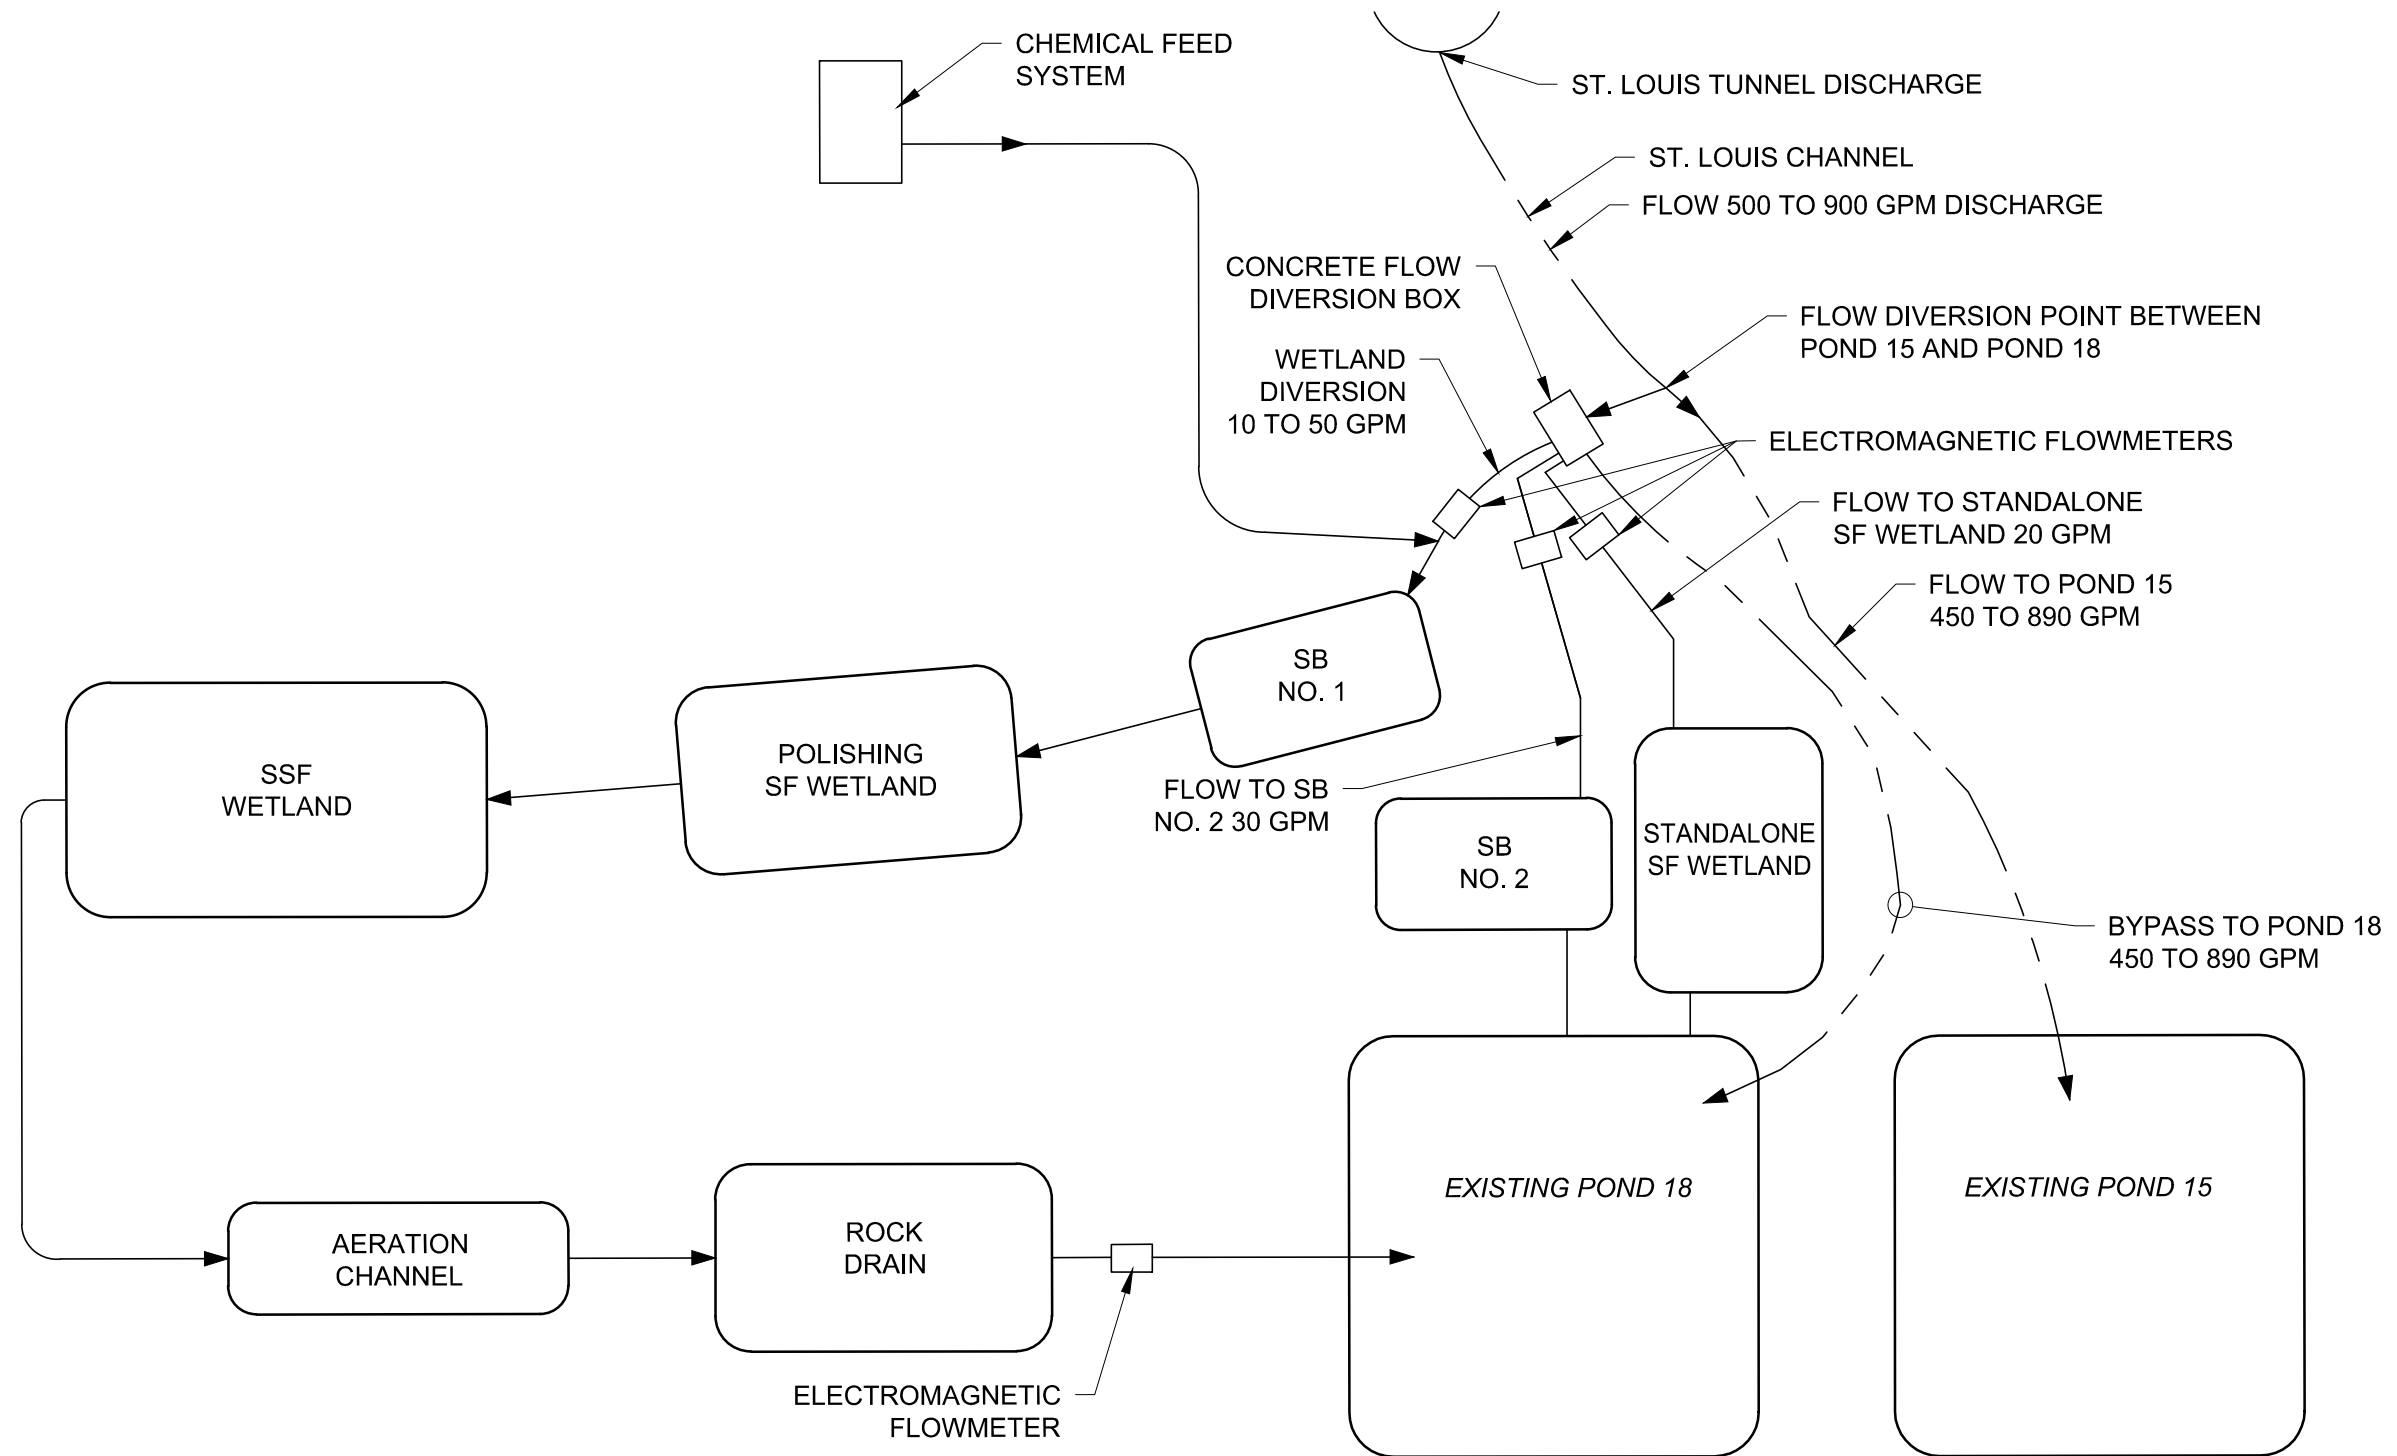 CHEMICAL FEED
SYSTEM
ST. LOUIS TUNNEL DISCHARGE
ST. LOUIS CHANNEL
FLOW 500 TO 900 GPM DISCHARGE
CONCRETE FLOW
DIVERSION BOX
FLOW DIVERSION POINT BETWEEN
POND 15 AND POND 18
WETLAND
DIVERSION
10 TO 50 GPM
ELECTROMAGNETIC FLOWMETERS
FLOW TO STANDALONE
SF WETLAND 20 GPM
FLOW TO POND 15
450 TO 890 GPM
SB
NO. 1
POLISHING
SF WETLAND
SSF
WETLAND
FLOW TO SB
NO. 2 30 GPM
SB
NO. 2
STANDALONE
SF WETLAND
BYPASS TO POND 18
450 TO 890 GPM
EXISTING POND 18
EXISTING POND 15
AERATION
CHANNEL
ROCK
DRAIN
ELECTROMAGNETIC
FLOWMETER